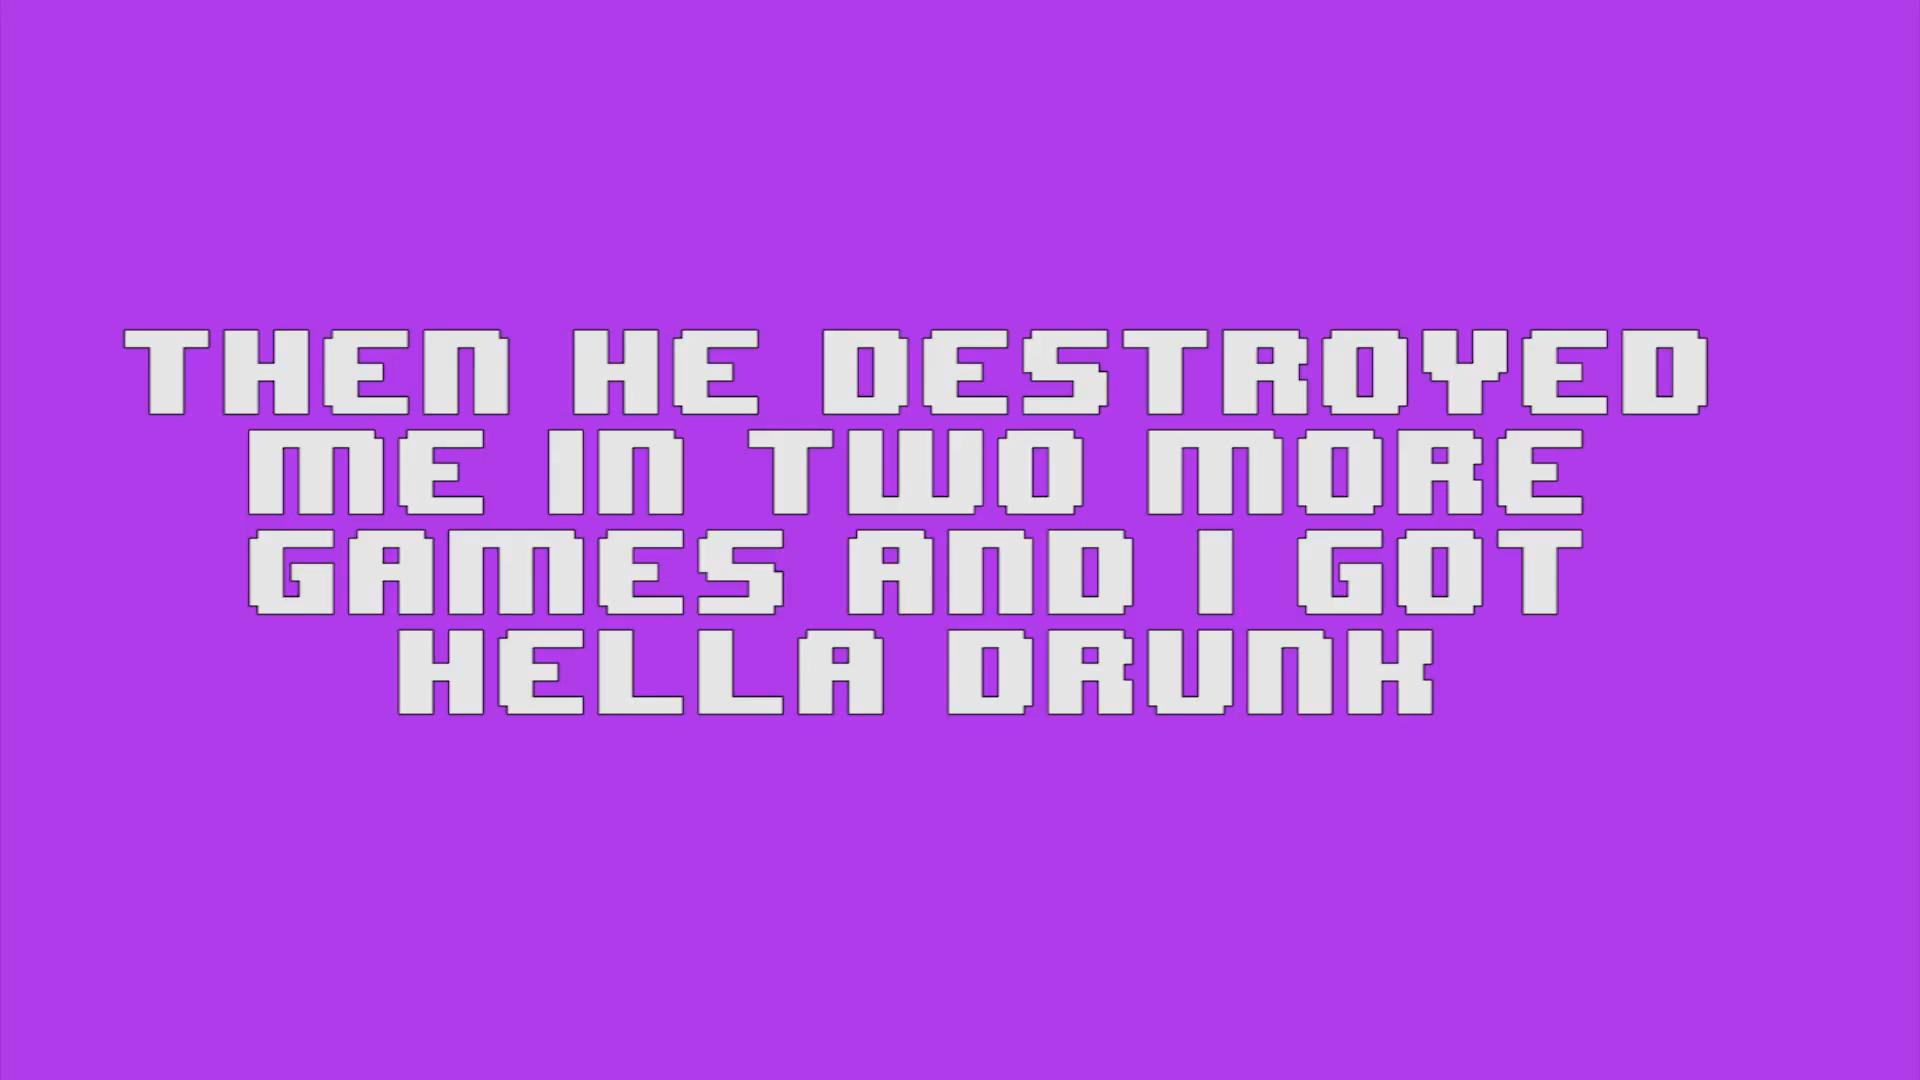 THEN HE DESTROYED
ME IN TWO MORE
GAMES AND I GOT
HELLA DRUNK